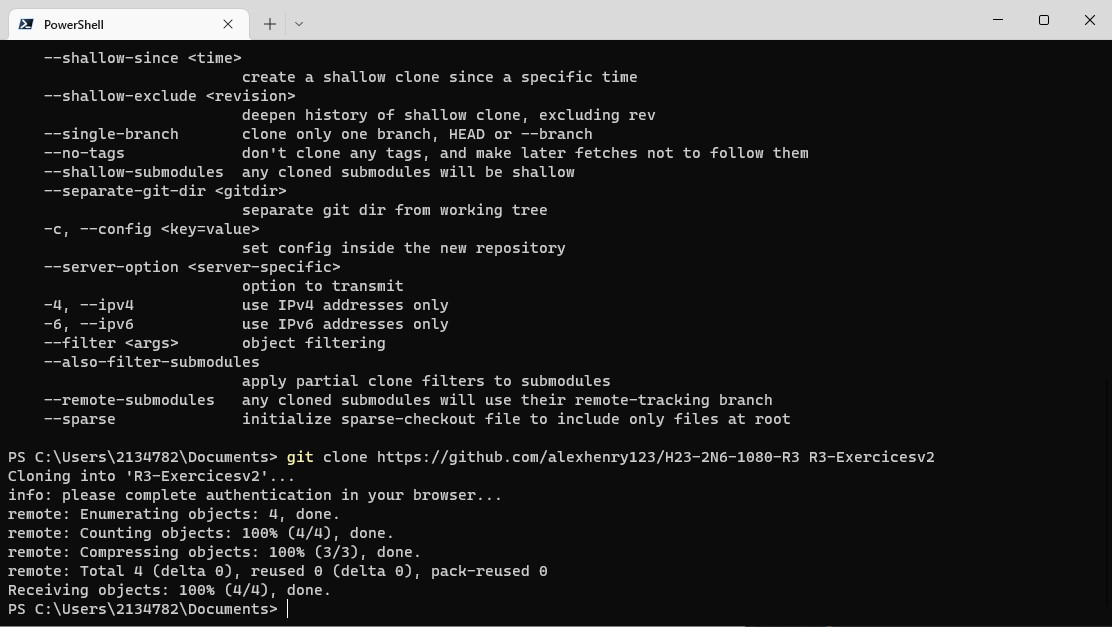 PowerShell
--shallow-since <time>
create a shallow clone since a specific time
--shallow-exclude <revision>
deepen history of shallow clone, excluding rev
--single-branch clone only one branch, HEAD or --branch
--no-tags don't clone any tags, and make later fetches not to follow them
--shallow-submodules any cloned submodules will be shallow
--separate-git-dir <gitdir>
separate git dir from working tree
-c, --config <key=value>
set config inside the new repository
--server-option <server-specific>
option to transmit
-4, --ipv4 use IPv4 addresses only
-6, --ipv6 use IPv6 addresses only
--filter <args> object filtering
--also-filter-submodules
apply partial clone filters to submodules
--remote-submodules any cloned submodules will use their remote-tracking branch
--sparse initialize sparse-checkout file to include only files at root
PS C:\Users\2134782\Documents> git clone https://github.com/alexhenry123/H23-2N6-1080-R3 R3-Exercicesv2
Cloning into 'R3-Exercicesv2'...
info: please complete authentication in your browser...
remote: Enumerating objects: 4, done.
remote: Counting objects: 100% (4/4), done.
remote: Compressing objects: 100% (3/3), done.
remote: Total 4 (delta 0), reused 0 (delta 0), pack-reused 0
Receiving objects: 100% (4/4), done.
PS C:\Users\2134782\Documents>